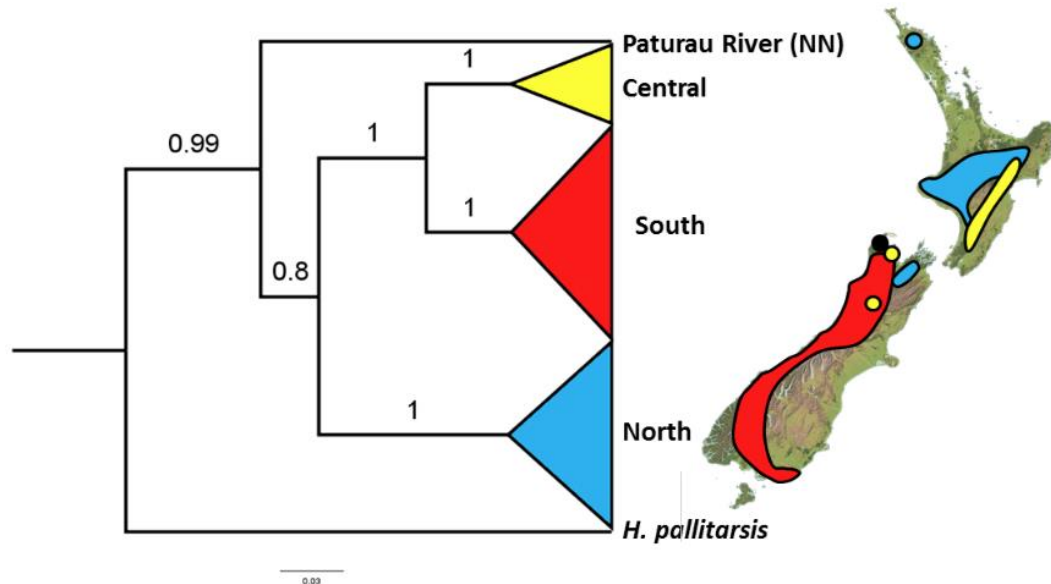 Paturau River (NN)
1
Central
0.99
1
1
South
0.8
1
North
H. pallitarsis
0.03